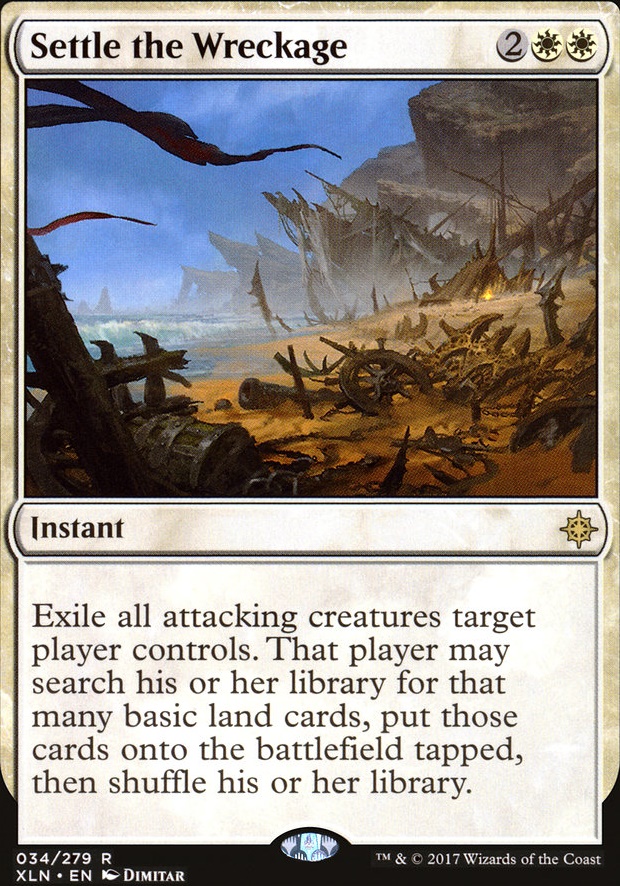 Settle the Wreckage 2
Instant
Exile all attacking creatures target
player controls. That player may
search his or her library for that
many basic land cards, put those
cards onto the battlefield tapped,
then shuffle his or her library.
034/279 R
XLN • EN DIMITAR
™ & © 2017 Wizards of the Coast